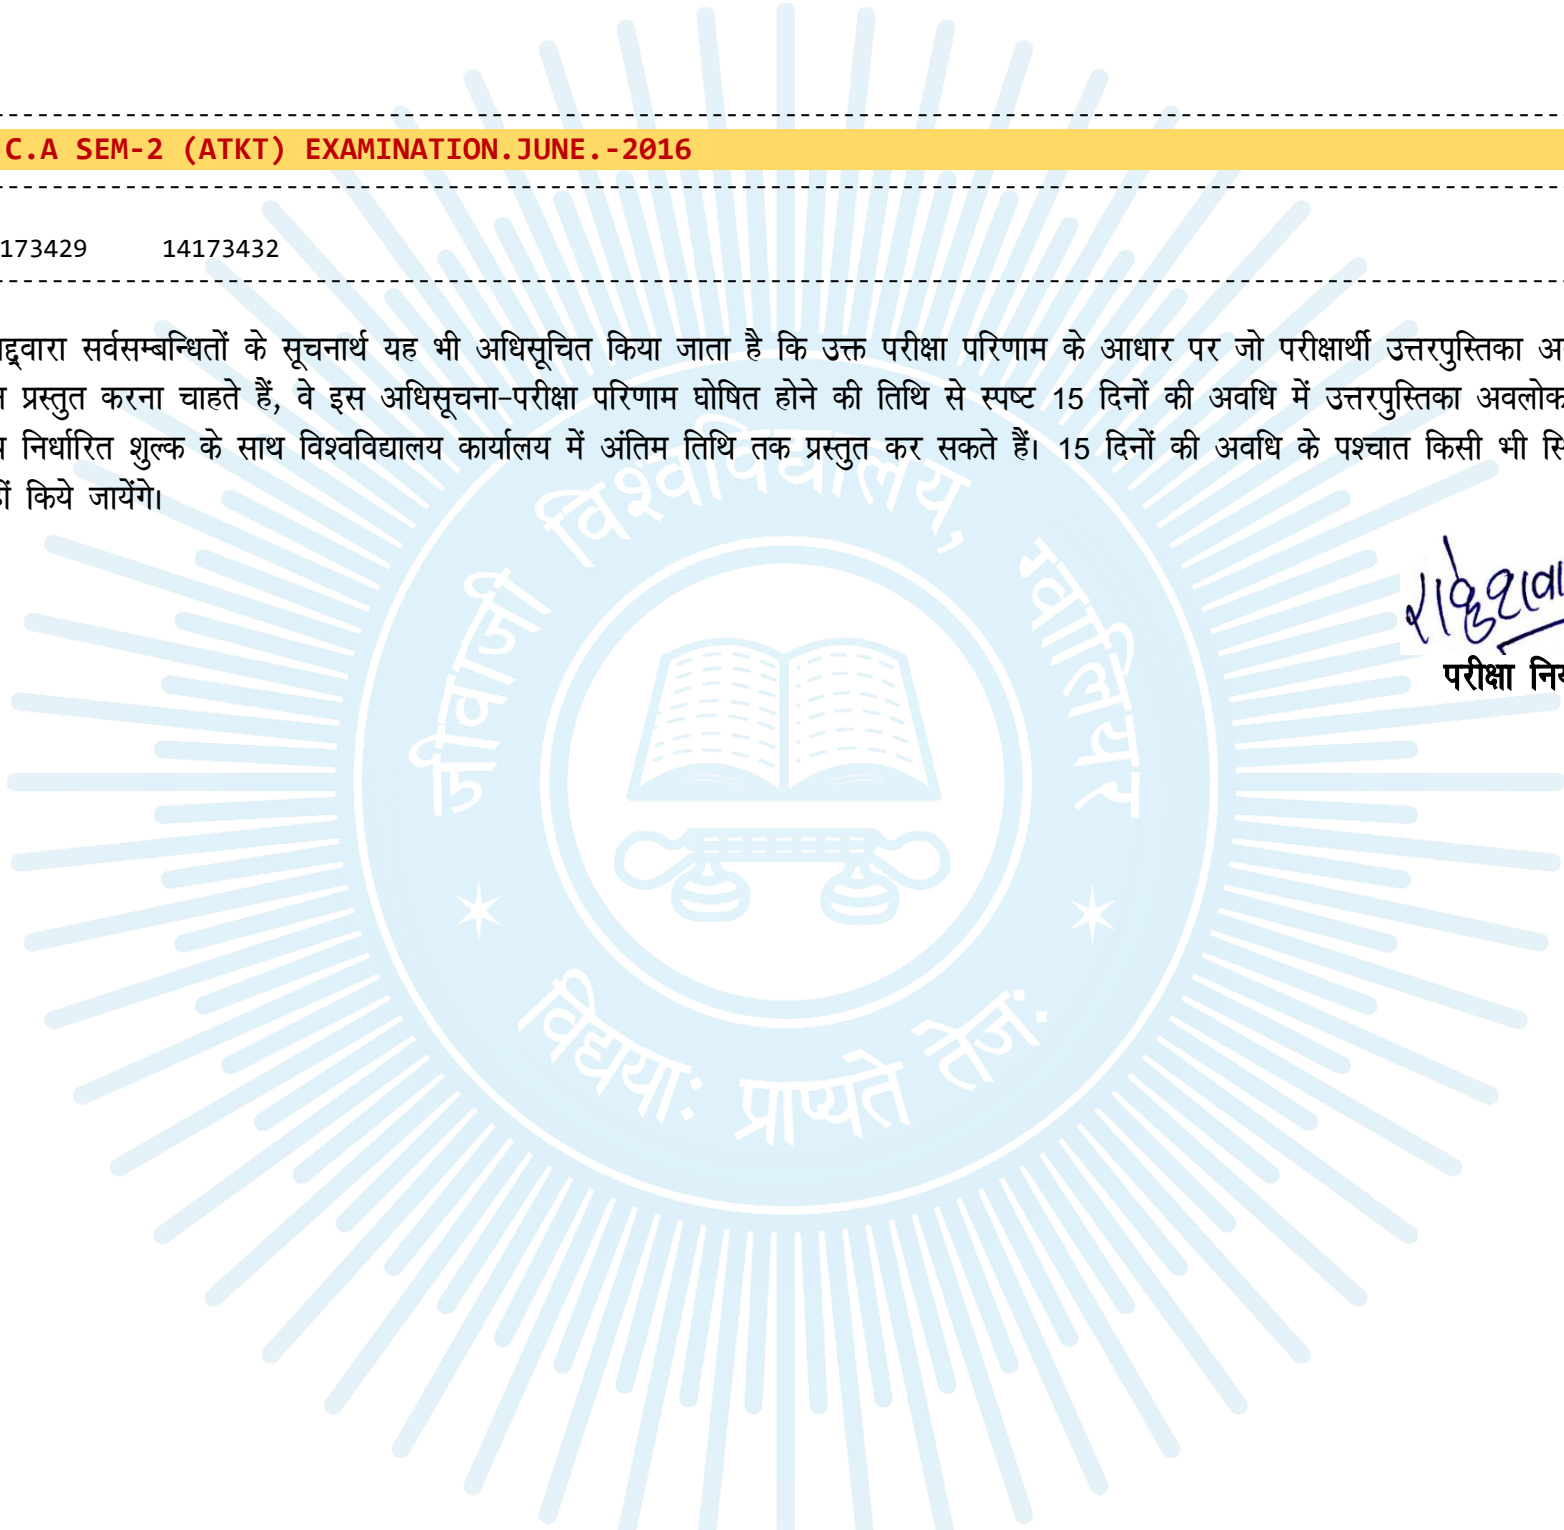 C.A SEM-2 (ATKT) EXAMINATION.JUNE.-2016
173429 14173432
सर्वसम्बन्धितों के सूचनार्थ यह भी अधिसूचित किया जाता है कि उक्त परीक्षा परिणाम के आधार पर जो परीक्षार्थी उत्तरपुस्तिका
प्रस्तुत करना चाहते हैं, वे इस अधिसूचना-परीक्षा परिणाम घोषित होने की तिथि से स्पष्ट 15 दिनों की अवधि में उत्तरपुस्तिका
निर्धारित शुल्क के साथ विश्वविद्यालय कार्यालय में अंतिम तिथि तक प्रस्तुत कर सकते हैं। 15 दिनों की अवधि के पश्चात किसी भी
किये जायेंगे।
परीक्षा
जीवाजी विश्वविद्यालय, ग्वालियर
विद्यया: प्राप्यते तेज: